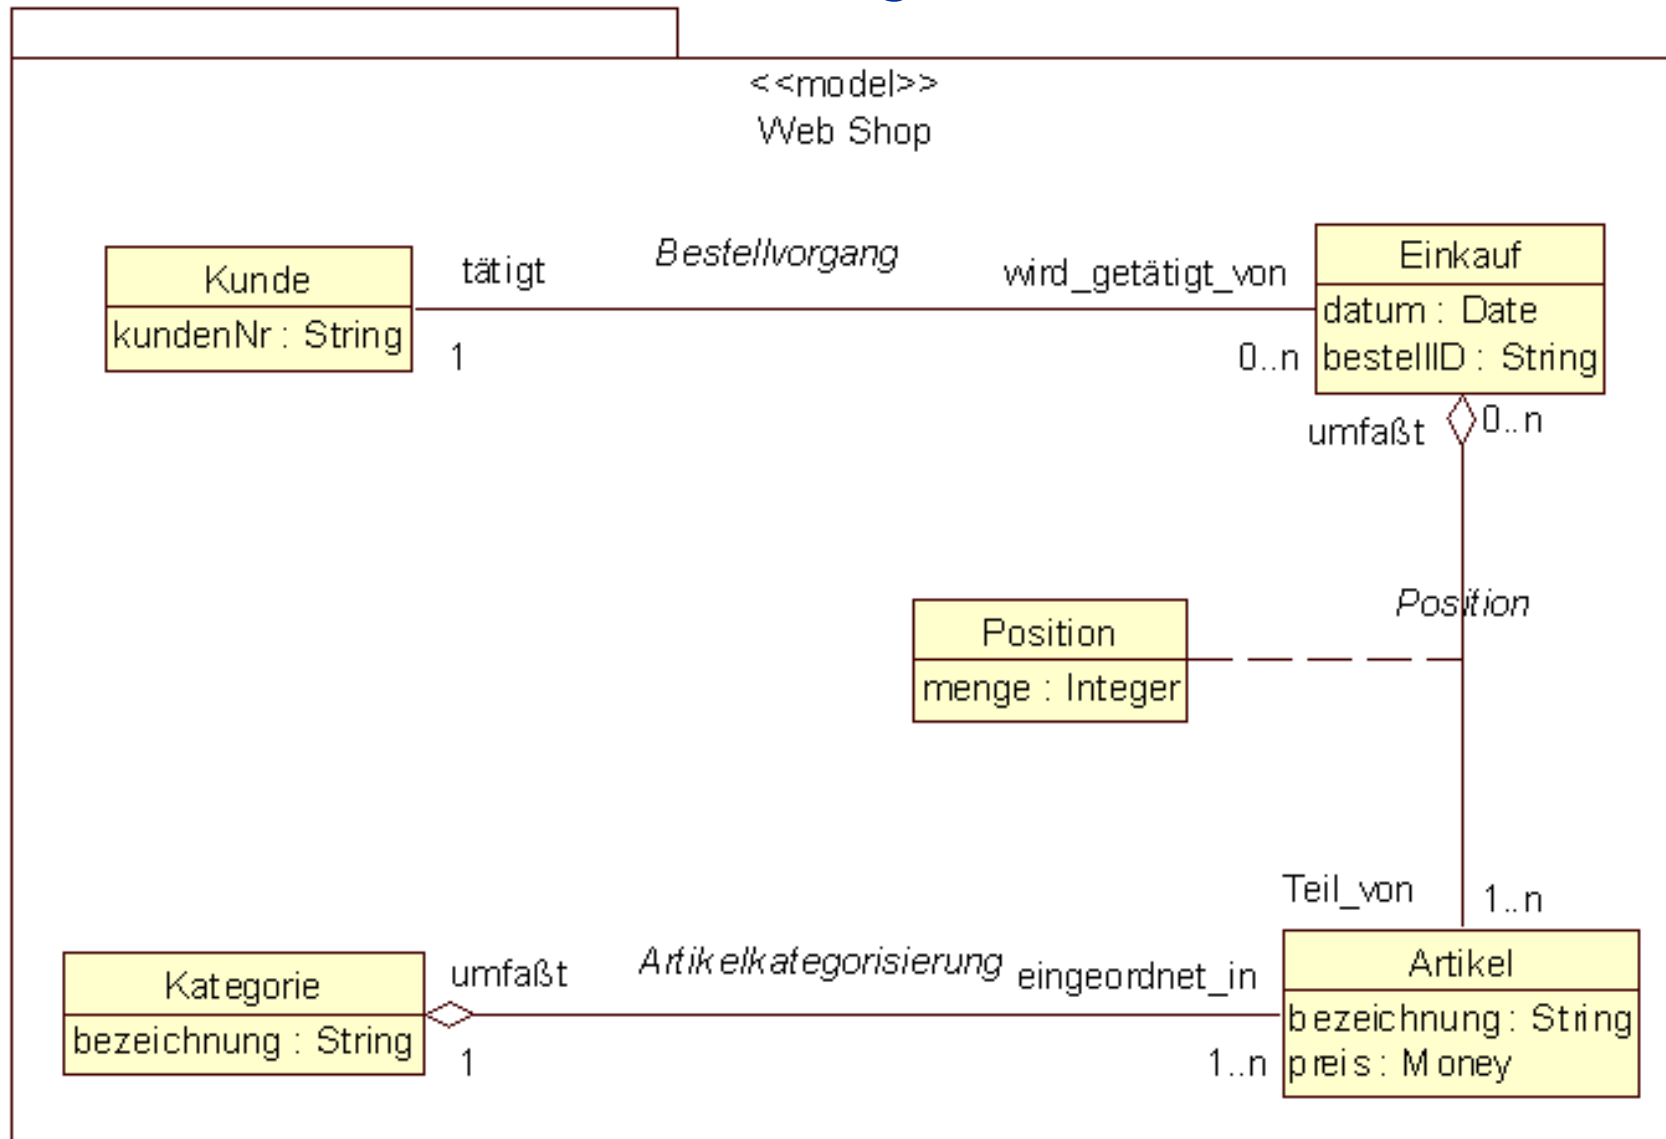 <<model>>
Web Shop
Kunde
kundenNr : String
tätigt
Bestellvorgang
wird_getätigt_von
1
0..n
Einkauf
datum : Date
bestellID : String
umfaßt
0..n
Position
Position
menge : Integer
Teil_von
1..n
Kategorie
bezeichnung : String
umfaßt
Artikelkategorisierung
eingeordnet_in
1
1..n
Artikel
bezeichnung : String
preis : Money